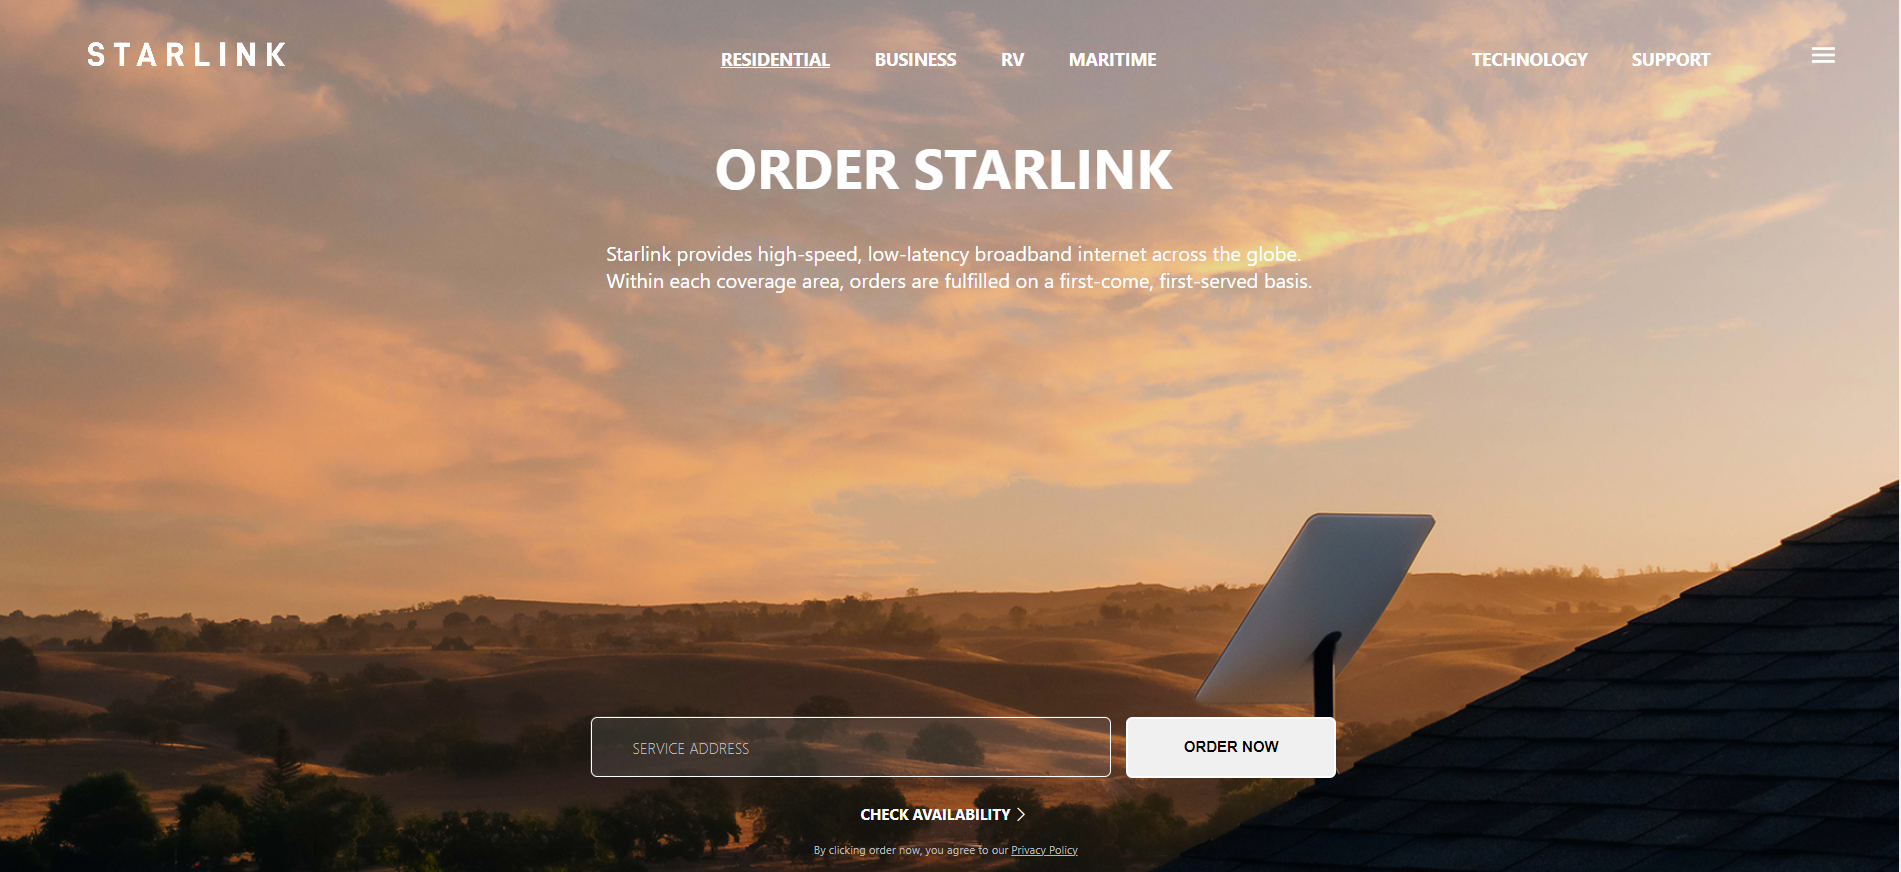 STARLINK
RESIDENTIAL BUSINESS RV MARITIME TECHNOLOGY SUPPORT
ORDER STARLINK
Starlink provides high-speed, low-latency broadband internet across the globe.
Within each coverage area, orders are fulfilled on a first-come, first-served basis.
SERVICE ADDRESS
ORDER NOW
CHECK AVAILABILITY
By clicking order now, you agree to our Privacy Policy